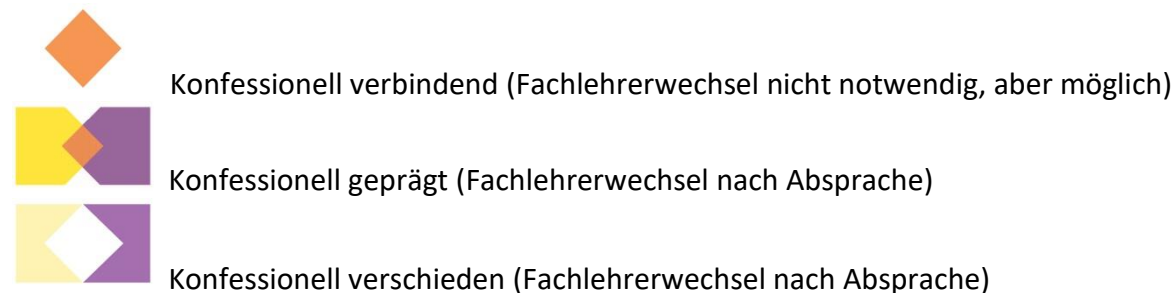 Konfessionell verbindend (Fachlehrerwechsel nicht notwendig, aber möglich)
Konfessionell geprägt (Fachlehrerwechsel nach Absprache)
Konfessionell verschieden (Fachlehrerwechsel nach Absprache)